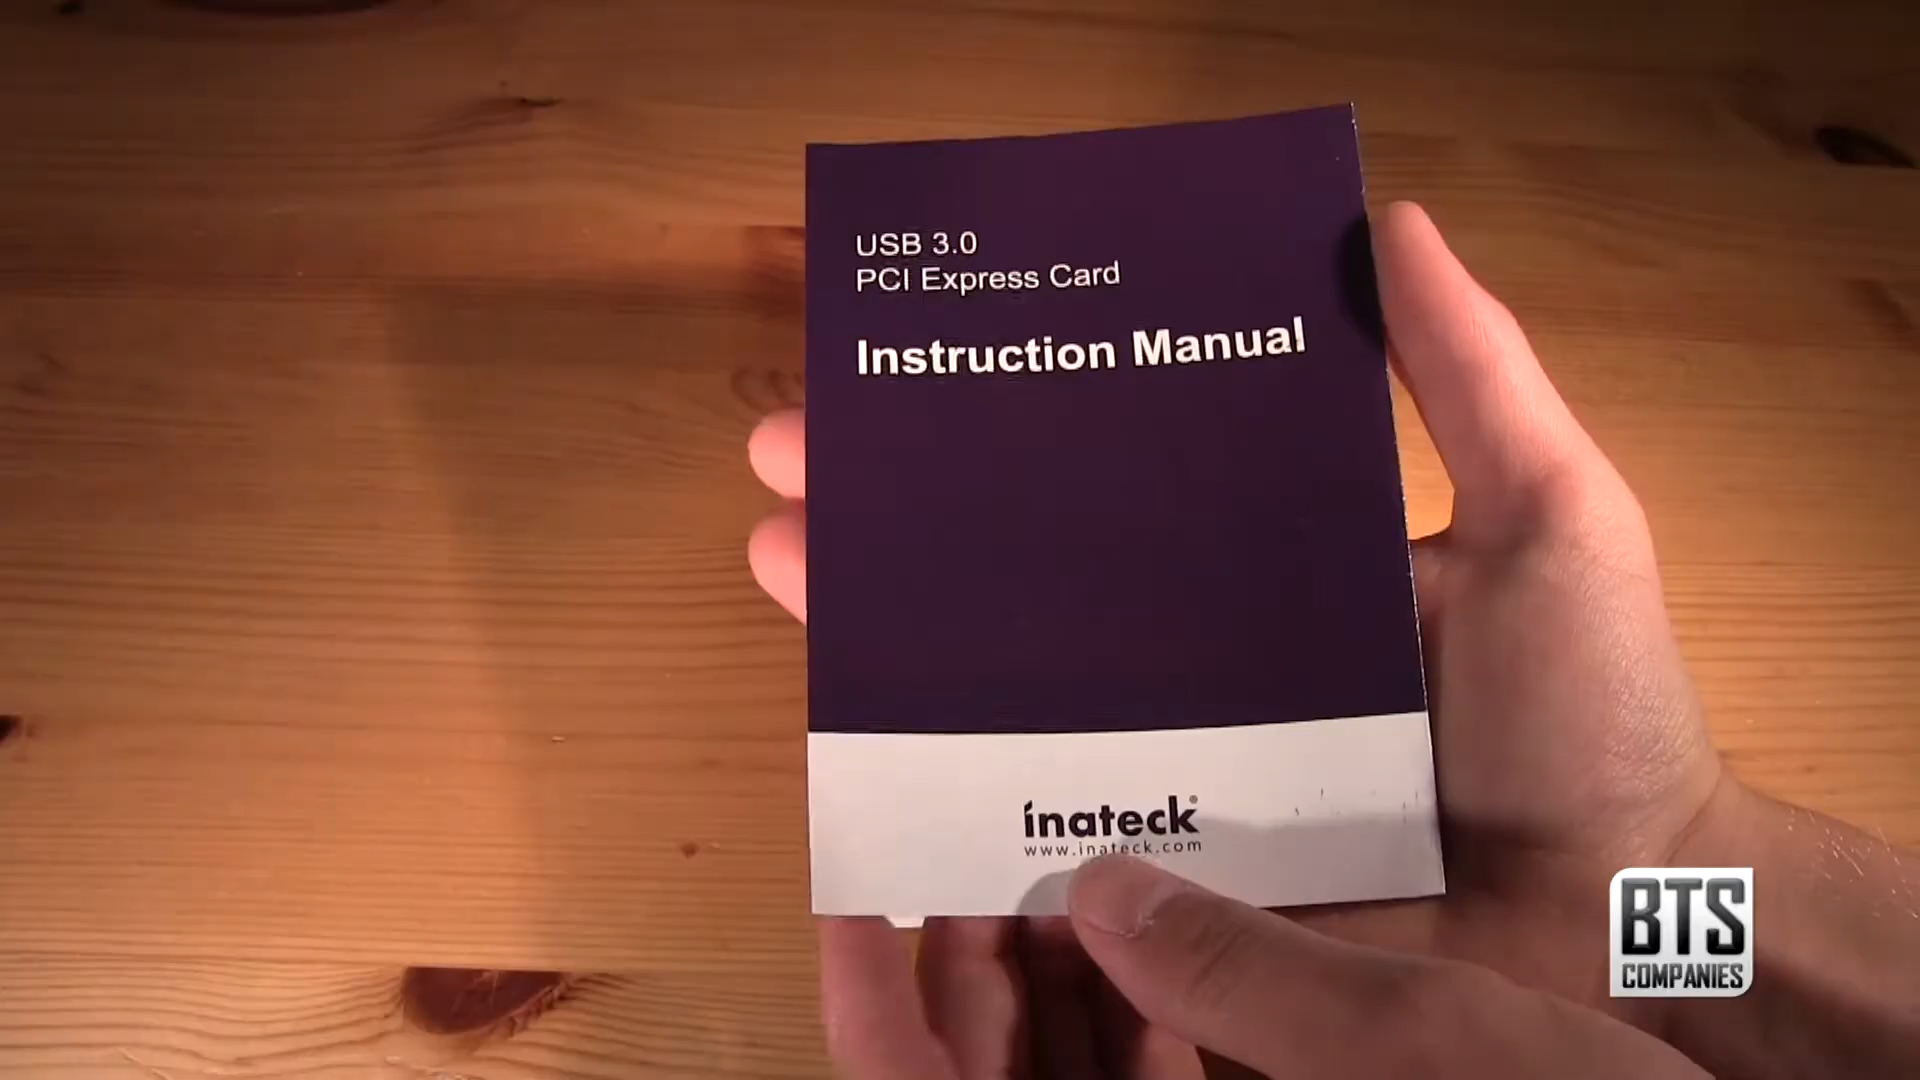 USB 3.0
PCI Express Card
Instruction Manual
inateck®
www.inateck.com
BTS
COMPANIES